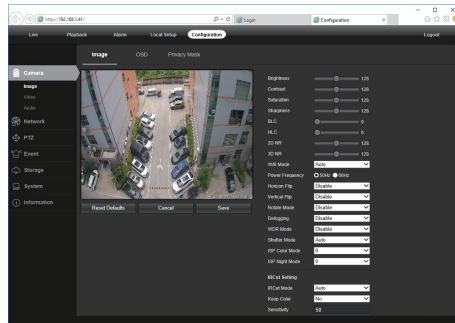 http://192.168.1.41/
Login
Configuration
Live
Playback
Alarm
Local Setup
Configuration
Logout
Image
OSD
Privacy Mask
Camera
Image
Video
Audio
Network
PTZ
Event
Storage
System
Information
Reset Defaults
Cancel
Save
Brightness 128
Contrast 128
Saturation 128
Sharpness 128
BLC 0
HLC 0
2D NR 128
3D NR 128
WB Mode Auto
Power Frequency 50Hz 60Hz
Horizon Flip Disable
Vertical Flip Disable
Rotate Mode Disable
Defogging Disable
WDR Mode Disable
Shutter Mode Auto
ISP Color Mode 0
ISP Night Mode 0
IRCut Setting
IRCut Mode Auto
Keep Color No
Sensitivity 50